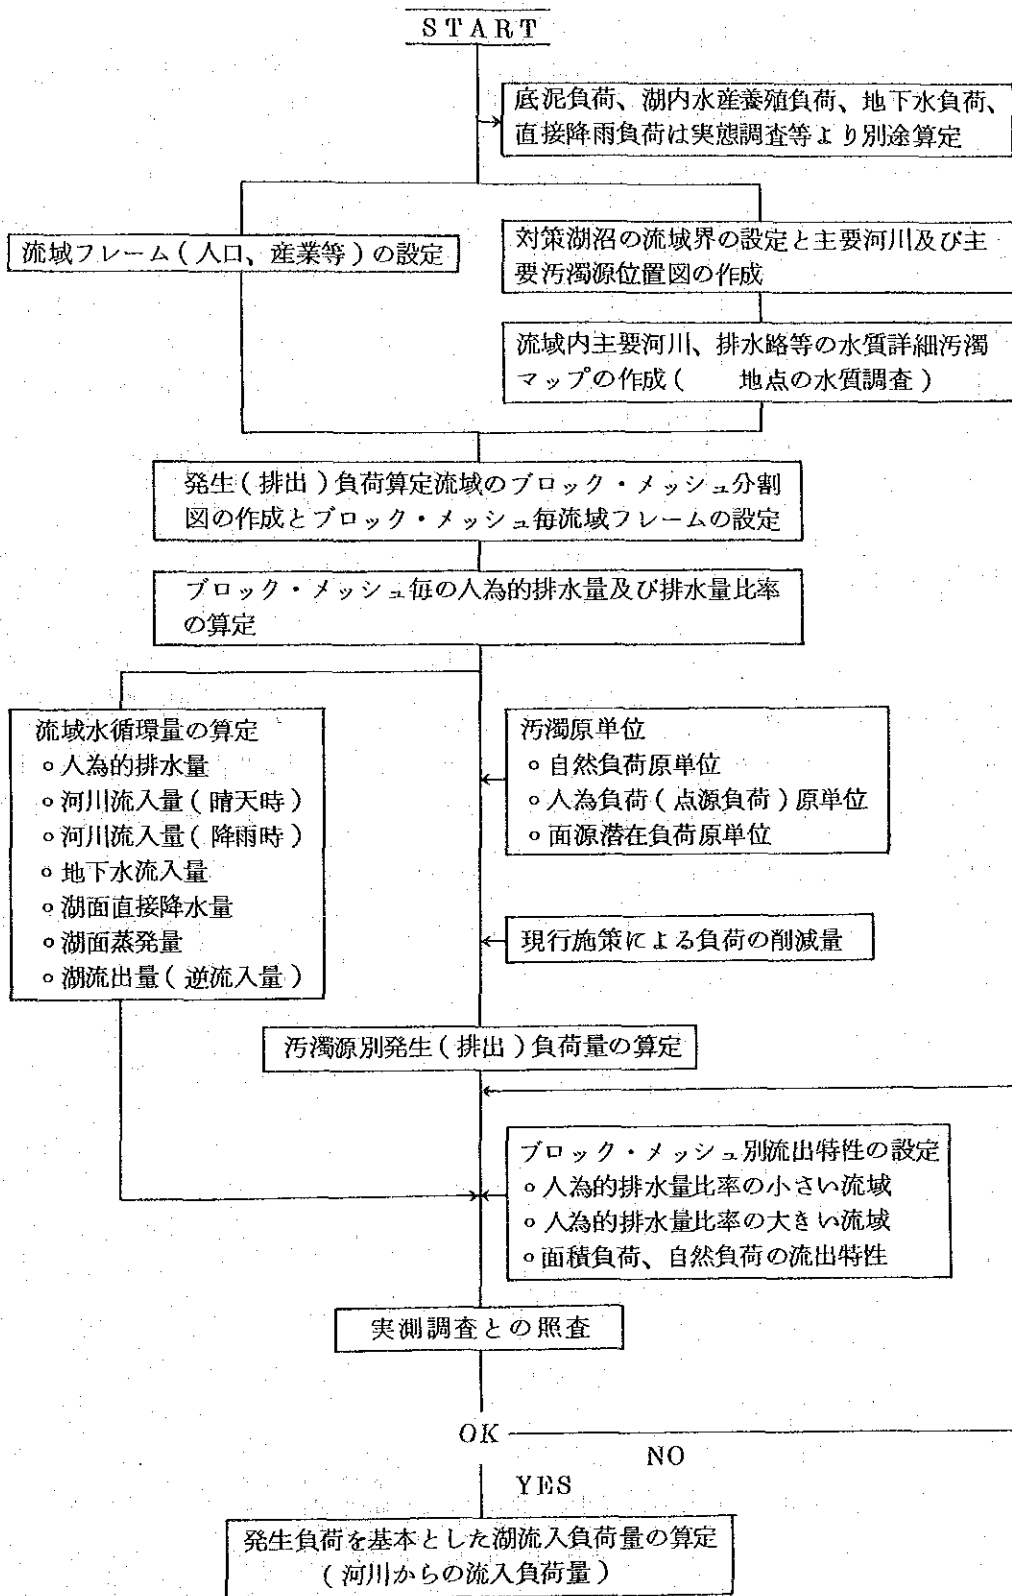 START
底泥負荷、湖内水産養殖負荷、地下水負荷、
直接降雨負荷は実態調査等より別途算定
流域フレーム(人口、産業等)の設定
対策湖沼の流域界の設定と主要河川及び主
要汚濁源位置図の作成
流域内主要河川、排水路等の水質詳細汚濁
マップの作成(　　地点の水質調査)
発生(排出)負荷算定流域のブロック・メッシュ分割
図の作成とブロック・メッシュ毎流域フレームの設定
ブロック・メッシュ毎の人為的排水量及び排水量比率
の算定
流域水循環量の算定
○人為的排水量
○河川流入量(晴天時)
○河川流入量(降雨時)
○地下水流入量
○湖面直接降水量
○湖面蒸発量
○湖流出量(逆流入量)
汚濁原単位
○自然負荷原単位
○人為負荷(点源負荷)原単位
○面源潜在負荷原単位
現行施策による負荷の削減量
汚濁源別発生(排出)負荷量の算定
ブロック・メッシュ別流出特性の設定
○人為的排水量比率の小さい流域
○人為的排水量比率の大きい流域
○面積負荷、自然負荷の流出特性
実測調査との照査
OK
NO
YES
発生負荷を基本とした湖流入負荷量の算定
(河川からの流入負荷量)